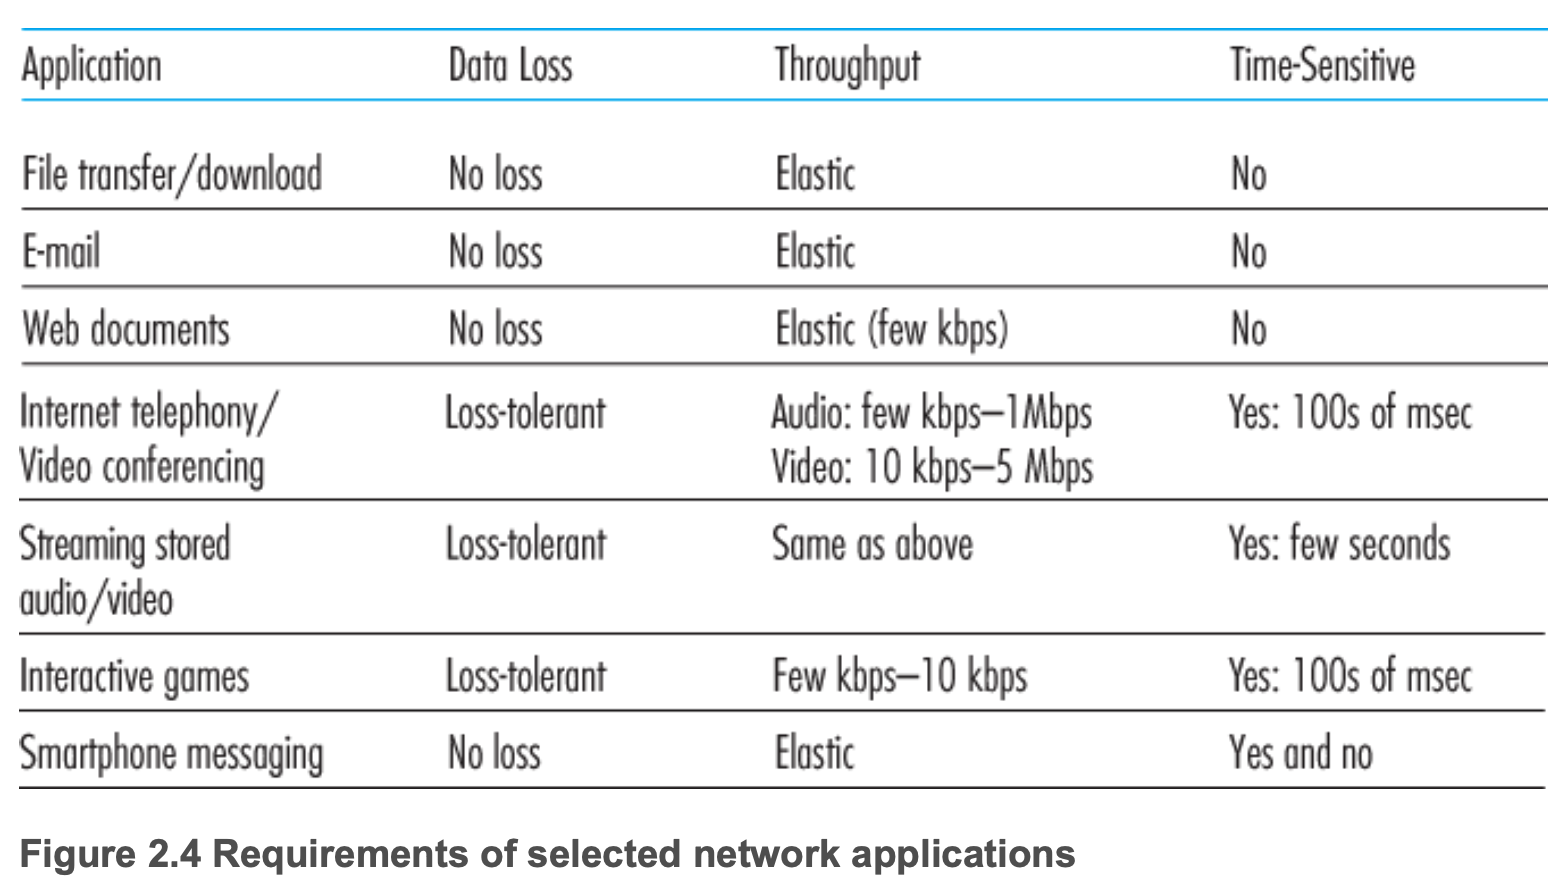 Application Data Loss Throughput Time-Sensitive
File transfer/download No loss Elastic No
E-mail No loss Elastic No
Web documents No loss Elastic (few kbps) No
Internet telephony/ Loss-tolerant Audio: few kbps–1Mbps Yes: 100s of msec
Video conferencing Video: 10 kbps–5 Mbps
Streaming stored Loss-tolerant Same as above Yes: few seconds
audio/video
Interactive games Loss-tolerant Few kbps–10 kbps Yes: 100s of msec
Smartphone messaging No loss Elastic Yes and no
Figure 2.4 Requirements of selected network applications